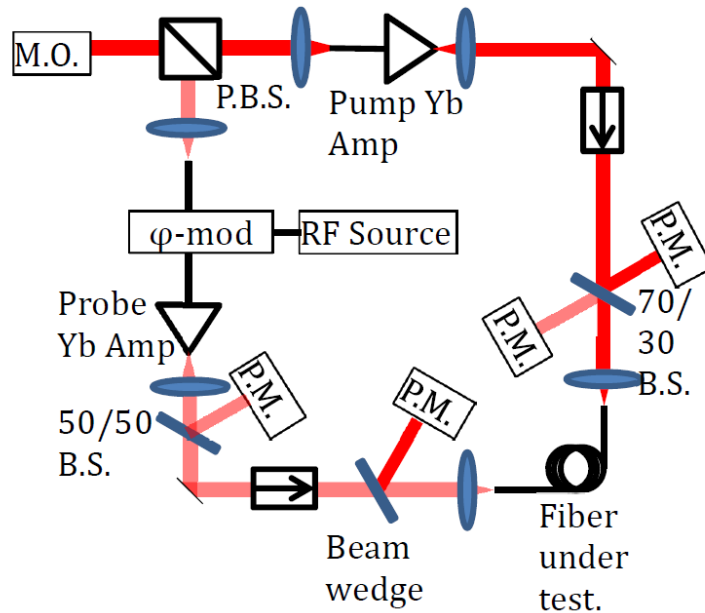 M.O.
P.B.S.
Pump Yb
Amp
φ-mod
RF Source
Probe
Yb Amp
P.M.
P.M.
70/
30
B.S.
P.M.
P.M.
50/50
B.S.
Beam
wedge
Fiber
under
test.